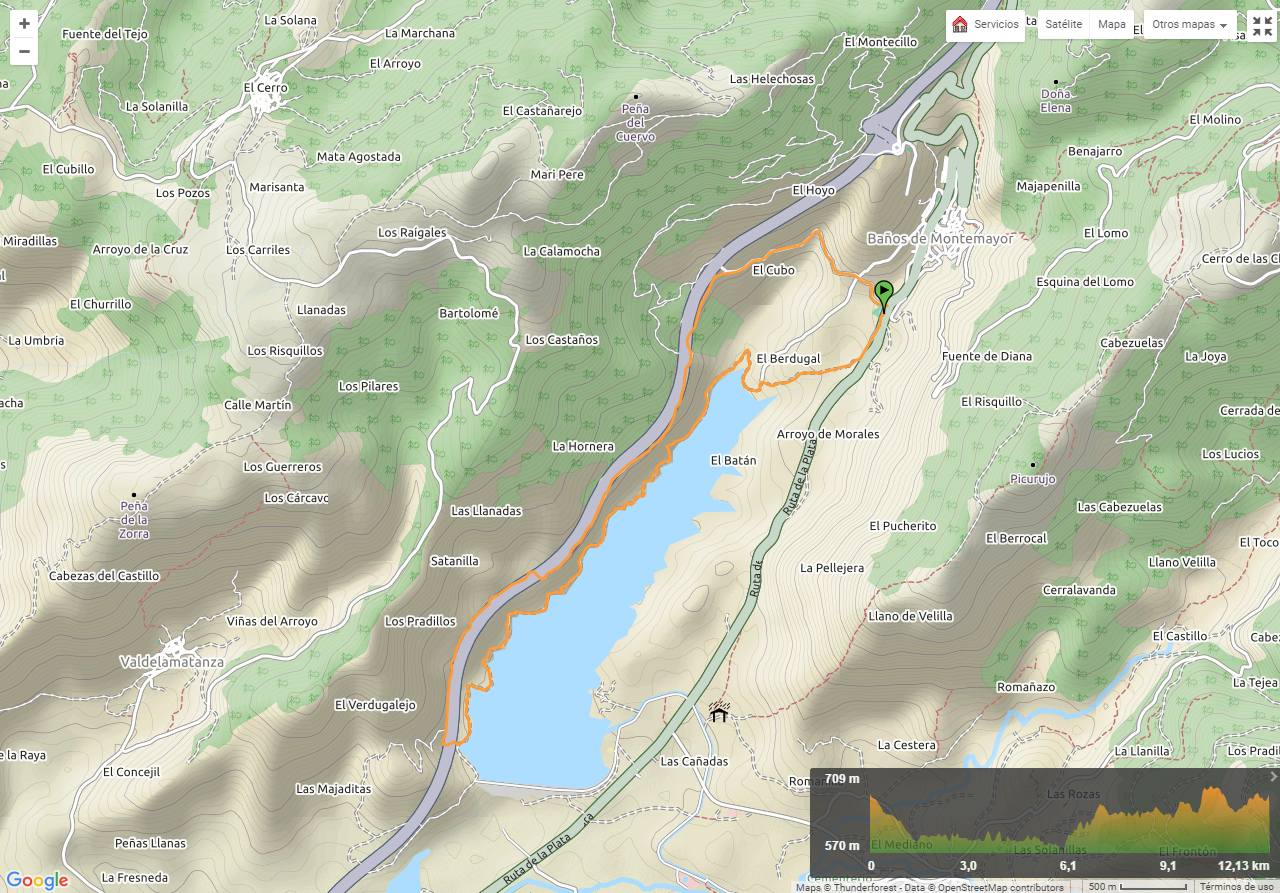 +
−
Servicios
Satélite
Mapa
Otros mapas
La Solana
Fuente del Tejo
La Marchana
El Montecillo
El Arroyo
Las Helechosas
El Cerro
Doña
Elena
La Solanilla
El Castañarejo
Peña
del
Cuervo
El Molino
Mata Agostada
Benajarro
El Cubillo
Mari Pere
Los Pozos
Marisanta
El Hoyo
Majapenilla
Miradillas
Arroyo de la Cruz
Los Carriles
Los Raígales
La Calamocha
Baños de Montemayor
El Lomo
Cerro de las C
El Cubo
Esquina del Lomo
El Churrillo
Llanadas
Bartolomé
La Umbria
Los Risquillos
Los Castaños
Cabezuelas
La Joya
El Berdugal
Fuente de Diana
Los Pilares
acha
Calle Martín
El Risquillo
Cerrada de
La Hornera
Arroyo de Morales
Los Lucios
El Batán
Los Guerreros
Ruta de la Plata
Picurujo
Los Cárcavc
Peña
de la
Zorra
Las Llanadas
Las Cabezuelas
El Pucherito
El Berrocal
El Toco
Satanilla
Llano Velilla
Cabezas del Castillo
Ruta de
La Pellejera
Cerralavanda
Viñas del Arroyo
Los Pradillos
Llano de Velilla
El Castillo
Cabez
Valdelamatanza
La Tejea
Romañazo
El Verdugalejo
La Cestera
La Llanilla
Los Pradil
e la Raya
Las Cañadas
El Concejil
Las Majaditas
Roma
709 m
Las Rozas
Ruta de la Plata
Peñas Llanas
570 m
El Mediano
Las Solanillas
El Frontón
0
3,0
6,1
9,1
12,13 km
La Fresneda
Cementerio
Google
Maps © Thunderforest - Data © OpenStreetMap contributors
500 m
Términos de uso